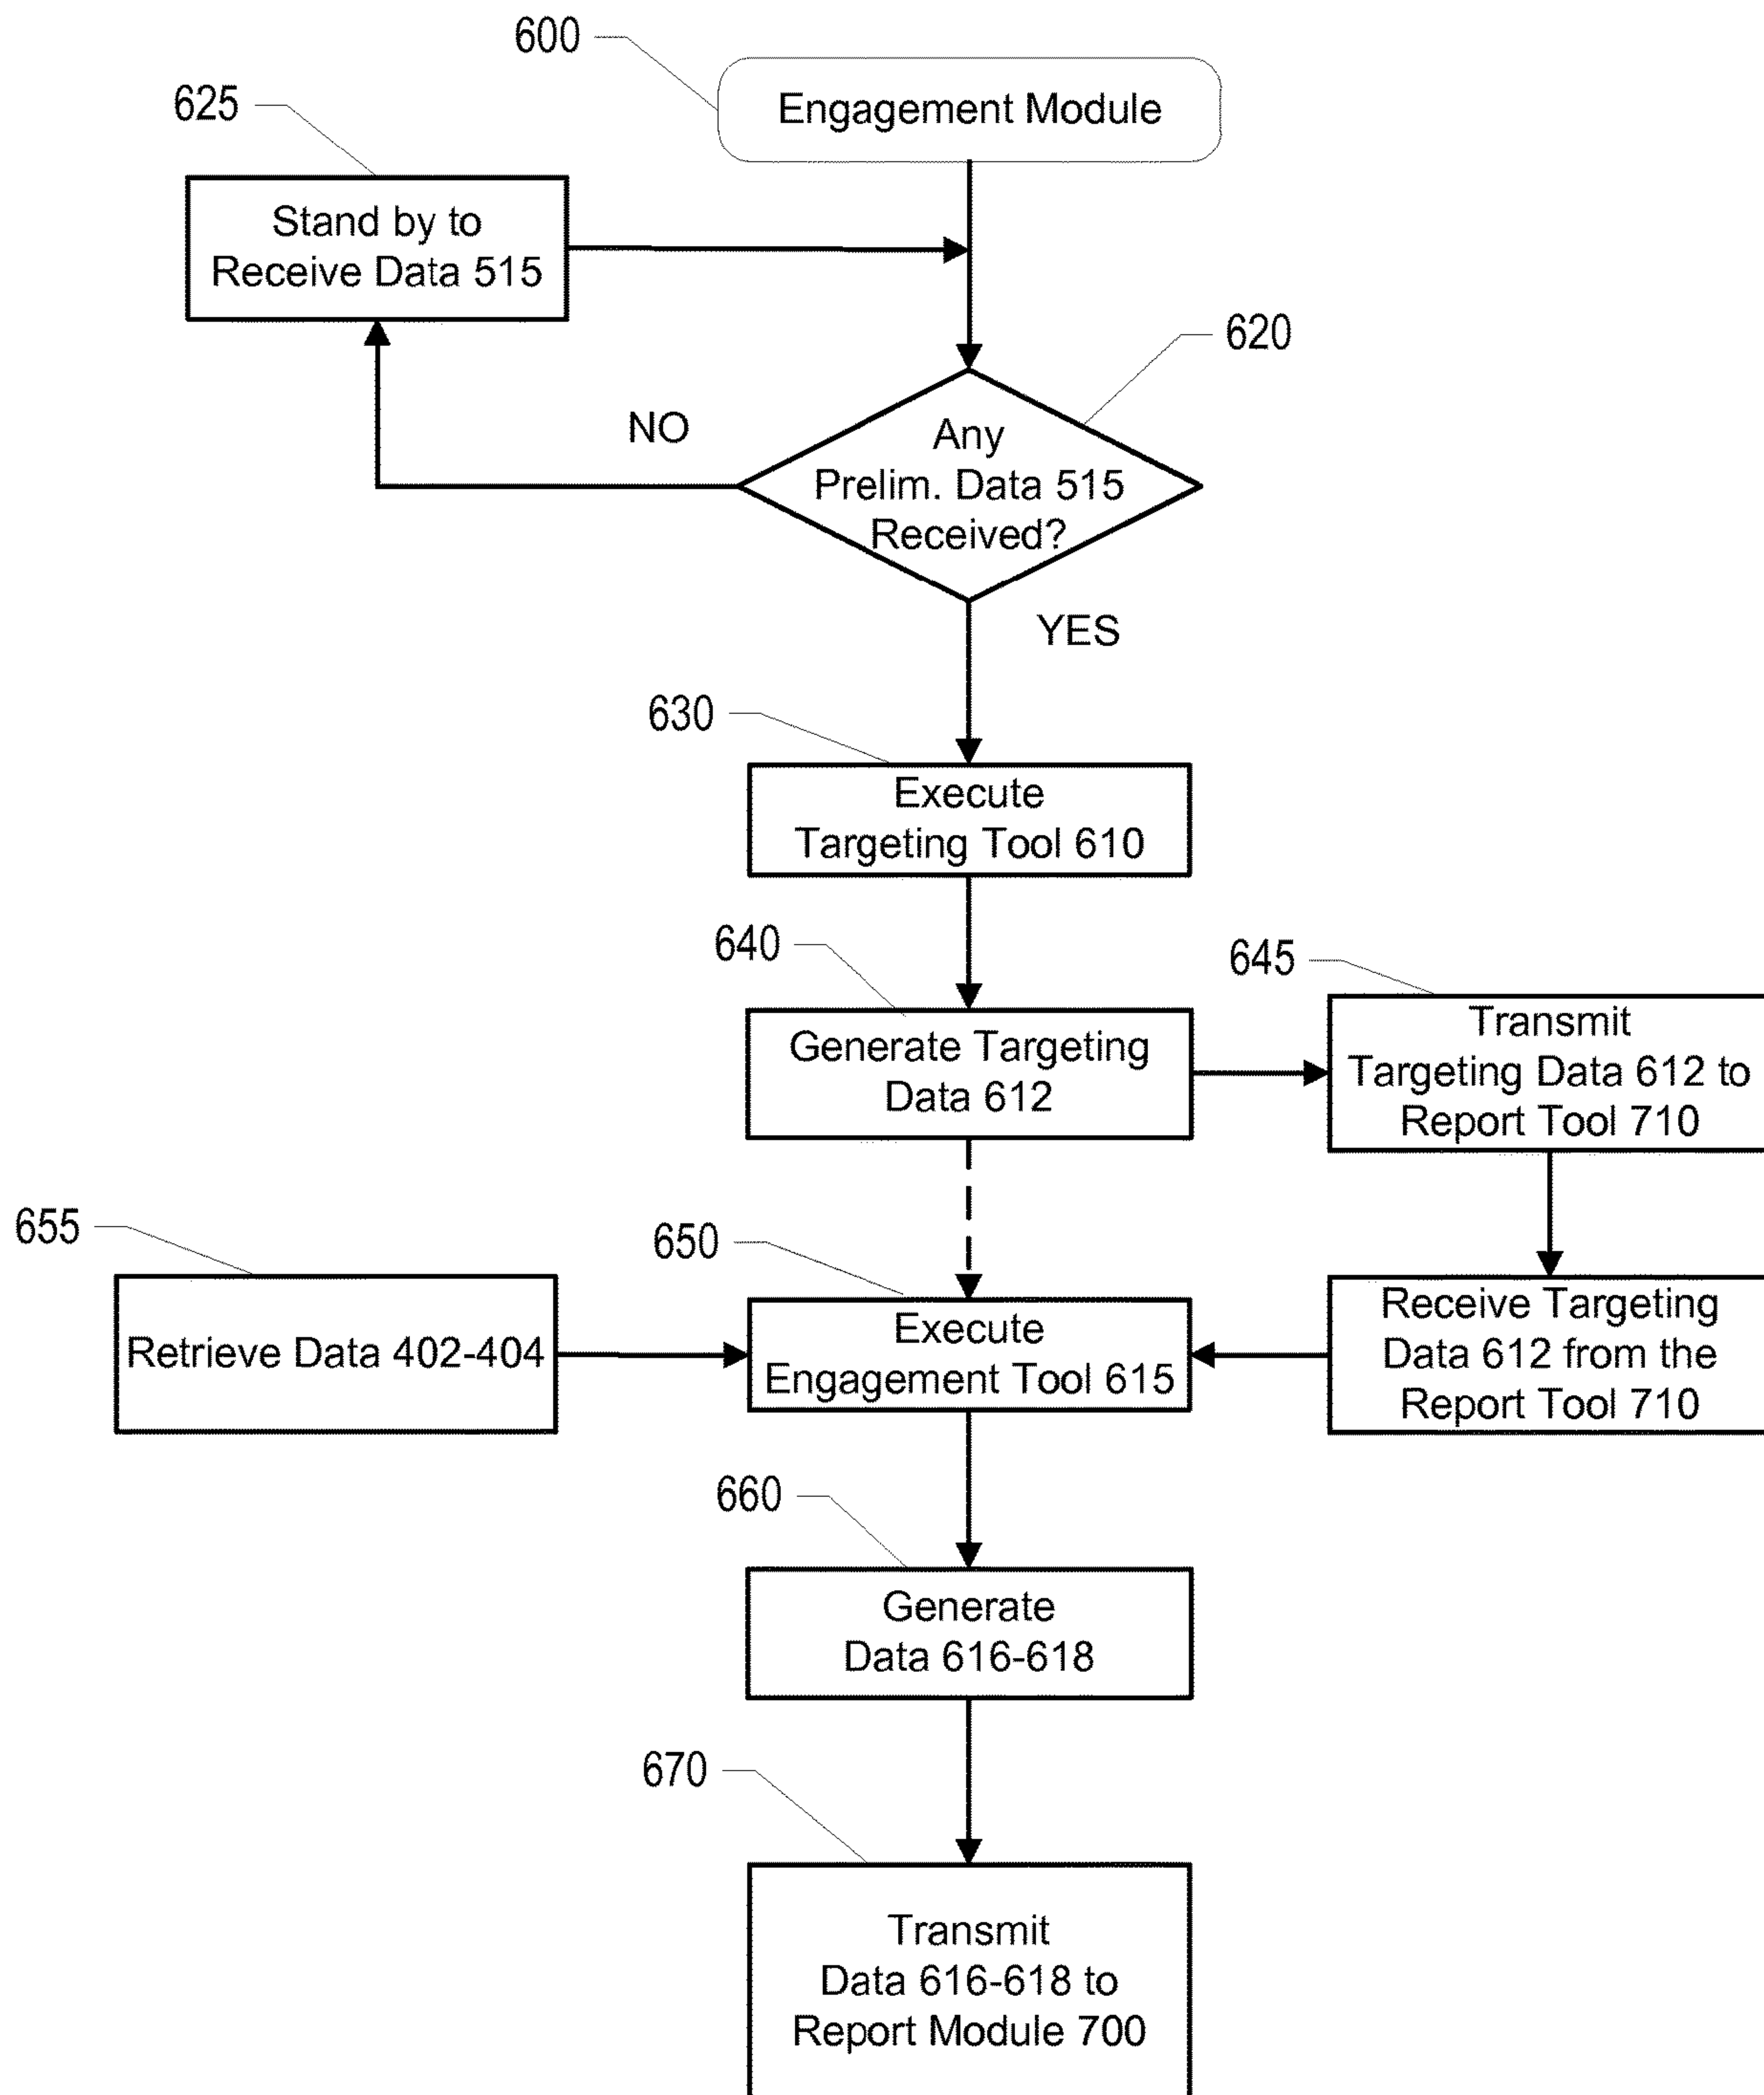 600
Engagement Module
625
Stand by to
Receive Data 515
620
NO
Any
Prelim. Data 515
Received?
YES
630
Execute
Targeting Tool 610
640
Generate Targeting
Data 612
645
Transmit
Targeting Data 612 to
Report Tool 710
655
Retrieve Data 402-404
650
Execute
Engagement Tool 615
Receive Targeting
Data 612 from the
Report Tool 710
660
Generate
Data 616-618
670
Transmit
Data 616-618 to
Report Module 700